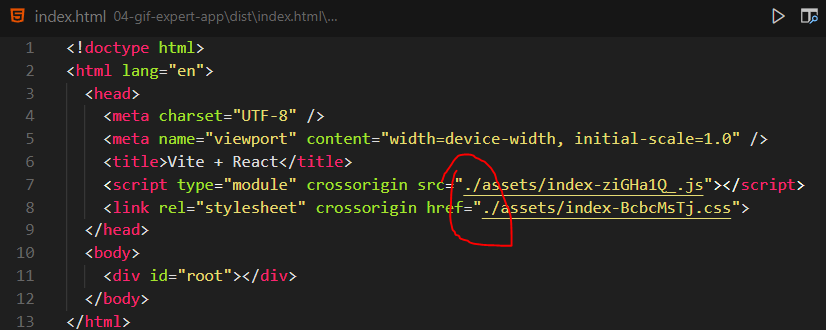 index.html 04-gif-expert-app\dist\index.html\...
1 <!doctype html>
2 <html lang="en">
3 <head>
4 <meta charset="UTF-8" />
5 <meta name="viewport" content="width=device-width, initial-scale=1.0" />
6 <title>Vite + React</title>
7 <script type="module" crossorigin src="./assets/index-ziGHa1Q_.js"></script>
8 <link rel="stylesheet" crossorigin href="./assets/index-BcbcMsTj.css">
9 </head>
10 <body>
11 <div id="root"></div>
12 </body>
13 </html>